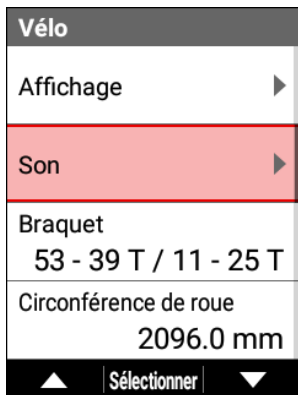 Vélo
Affichage
Son
Braquet
53 - 39 T / 11 - 25 T
Circonférence de roue
2096.0 mm
Sélectionner